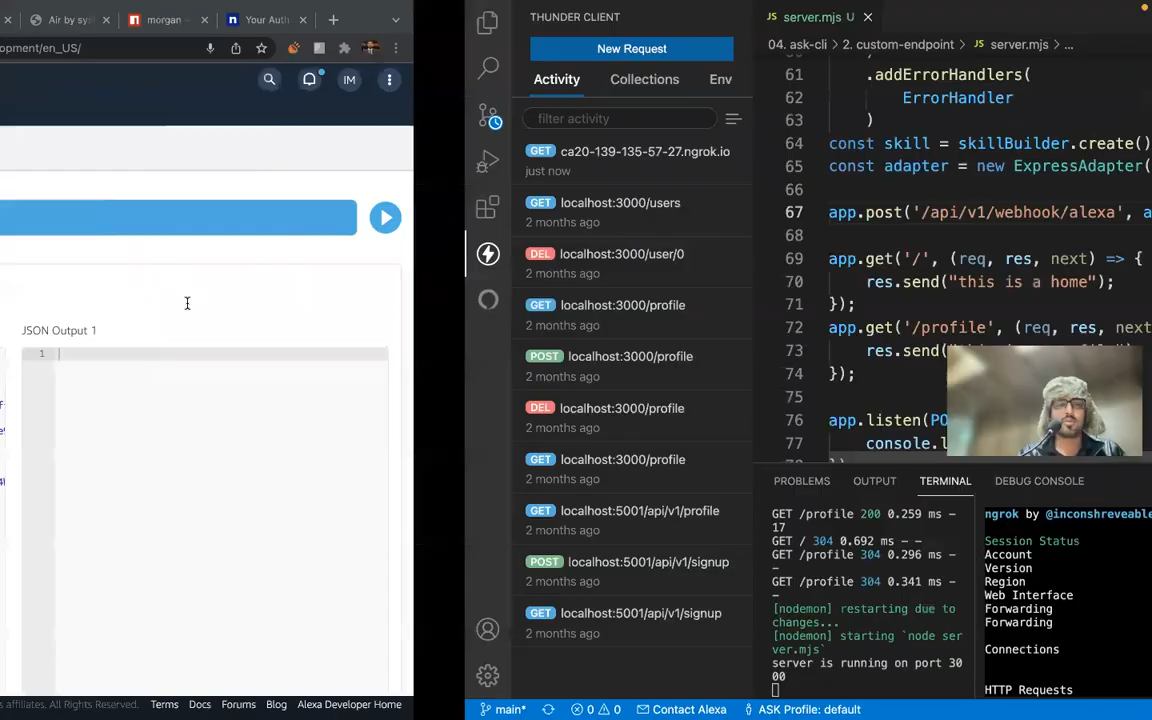 Air by sys
morgan -
Your Auth
opment/en_US/
IM
JSON Output 1
1
s affiliates. All Rights Reserved.
Terms
Docs
Forums
Blog
Alexa Developer Home
THUNDER CLIENT
New Request
Activity
Collections
Env
filter activity
GET ca20-139-135-57-27.ngrok.io
just now
GET localhost:3000/users
2 months ago
DEL localhost:3000/user/0
2 months ago
GET localhost:3000/profile
2 months ago
POST localhost:3000/profile
2 months ago
DEL localhost:3000/profile
2 months ago
GET localhost:3000/profile
2 months ago
GET localhost:5001/api/v1/profile
2 months ago
POST localhost:5001/api/v1/signup
2 months ago
GET localhost:5001/api/v1/signup
2 months ago
server.mjs U
04. ask-cli > 2. custom-endpoint > server.mjs > ...
61 .addErrorHandlers(
62 ErrorHandler
63 )
64 const skill = skillBuilder.create()
65 const adapter = new ExpressAdapter(
66
67 app.post('/api/v1/webhook/alexa', a
68
69 app.get('/', (req, res, next) => {
70 res.send("this is a home");
71 });
72 app.get('/profile', (req, res, next
73 res.send(
74 });
75
76 app.listen(PO
77 console.l
PROBLEMS
OUTPUT
TERMINAL
DEBUG CONSOLE
GET /profile 200 0.259 ms -
17
GET / 304 0.692 ms - -
GET /profile 304 0.296 ms -
-
GET /profile 304 0.341 ms -
-
[nodemon] restarting due to
changes...
[nodemon] starting `node ser
ver.mjs`
server is running on port 30
00
ngrok by @inconshreveable
Session Status
Account
Version
Region
Web Interface
Forwarding
Forwarding
Connections
HTTP Requests
main*
0 0
Contact Alexa
ASK Profile: default